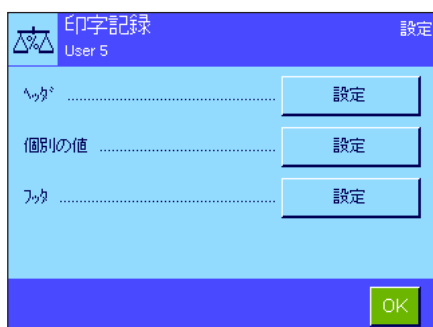 印字記録
設定
User 5
ﾍｯﾀﾞ ........................................ 設定
個別の値 .................................. 設定
ﾌｯﾀ ......................................... 設定
OK